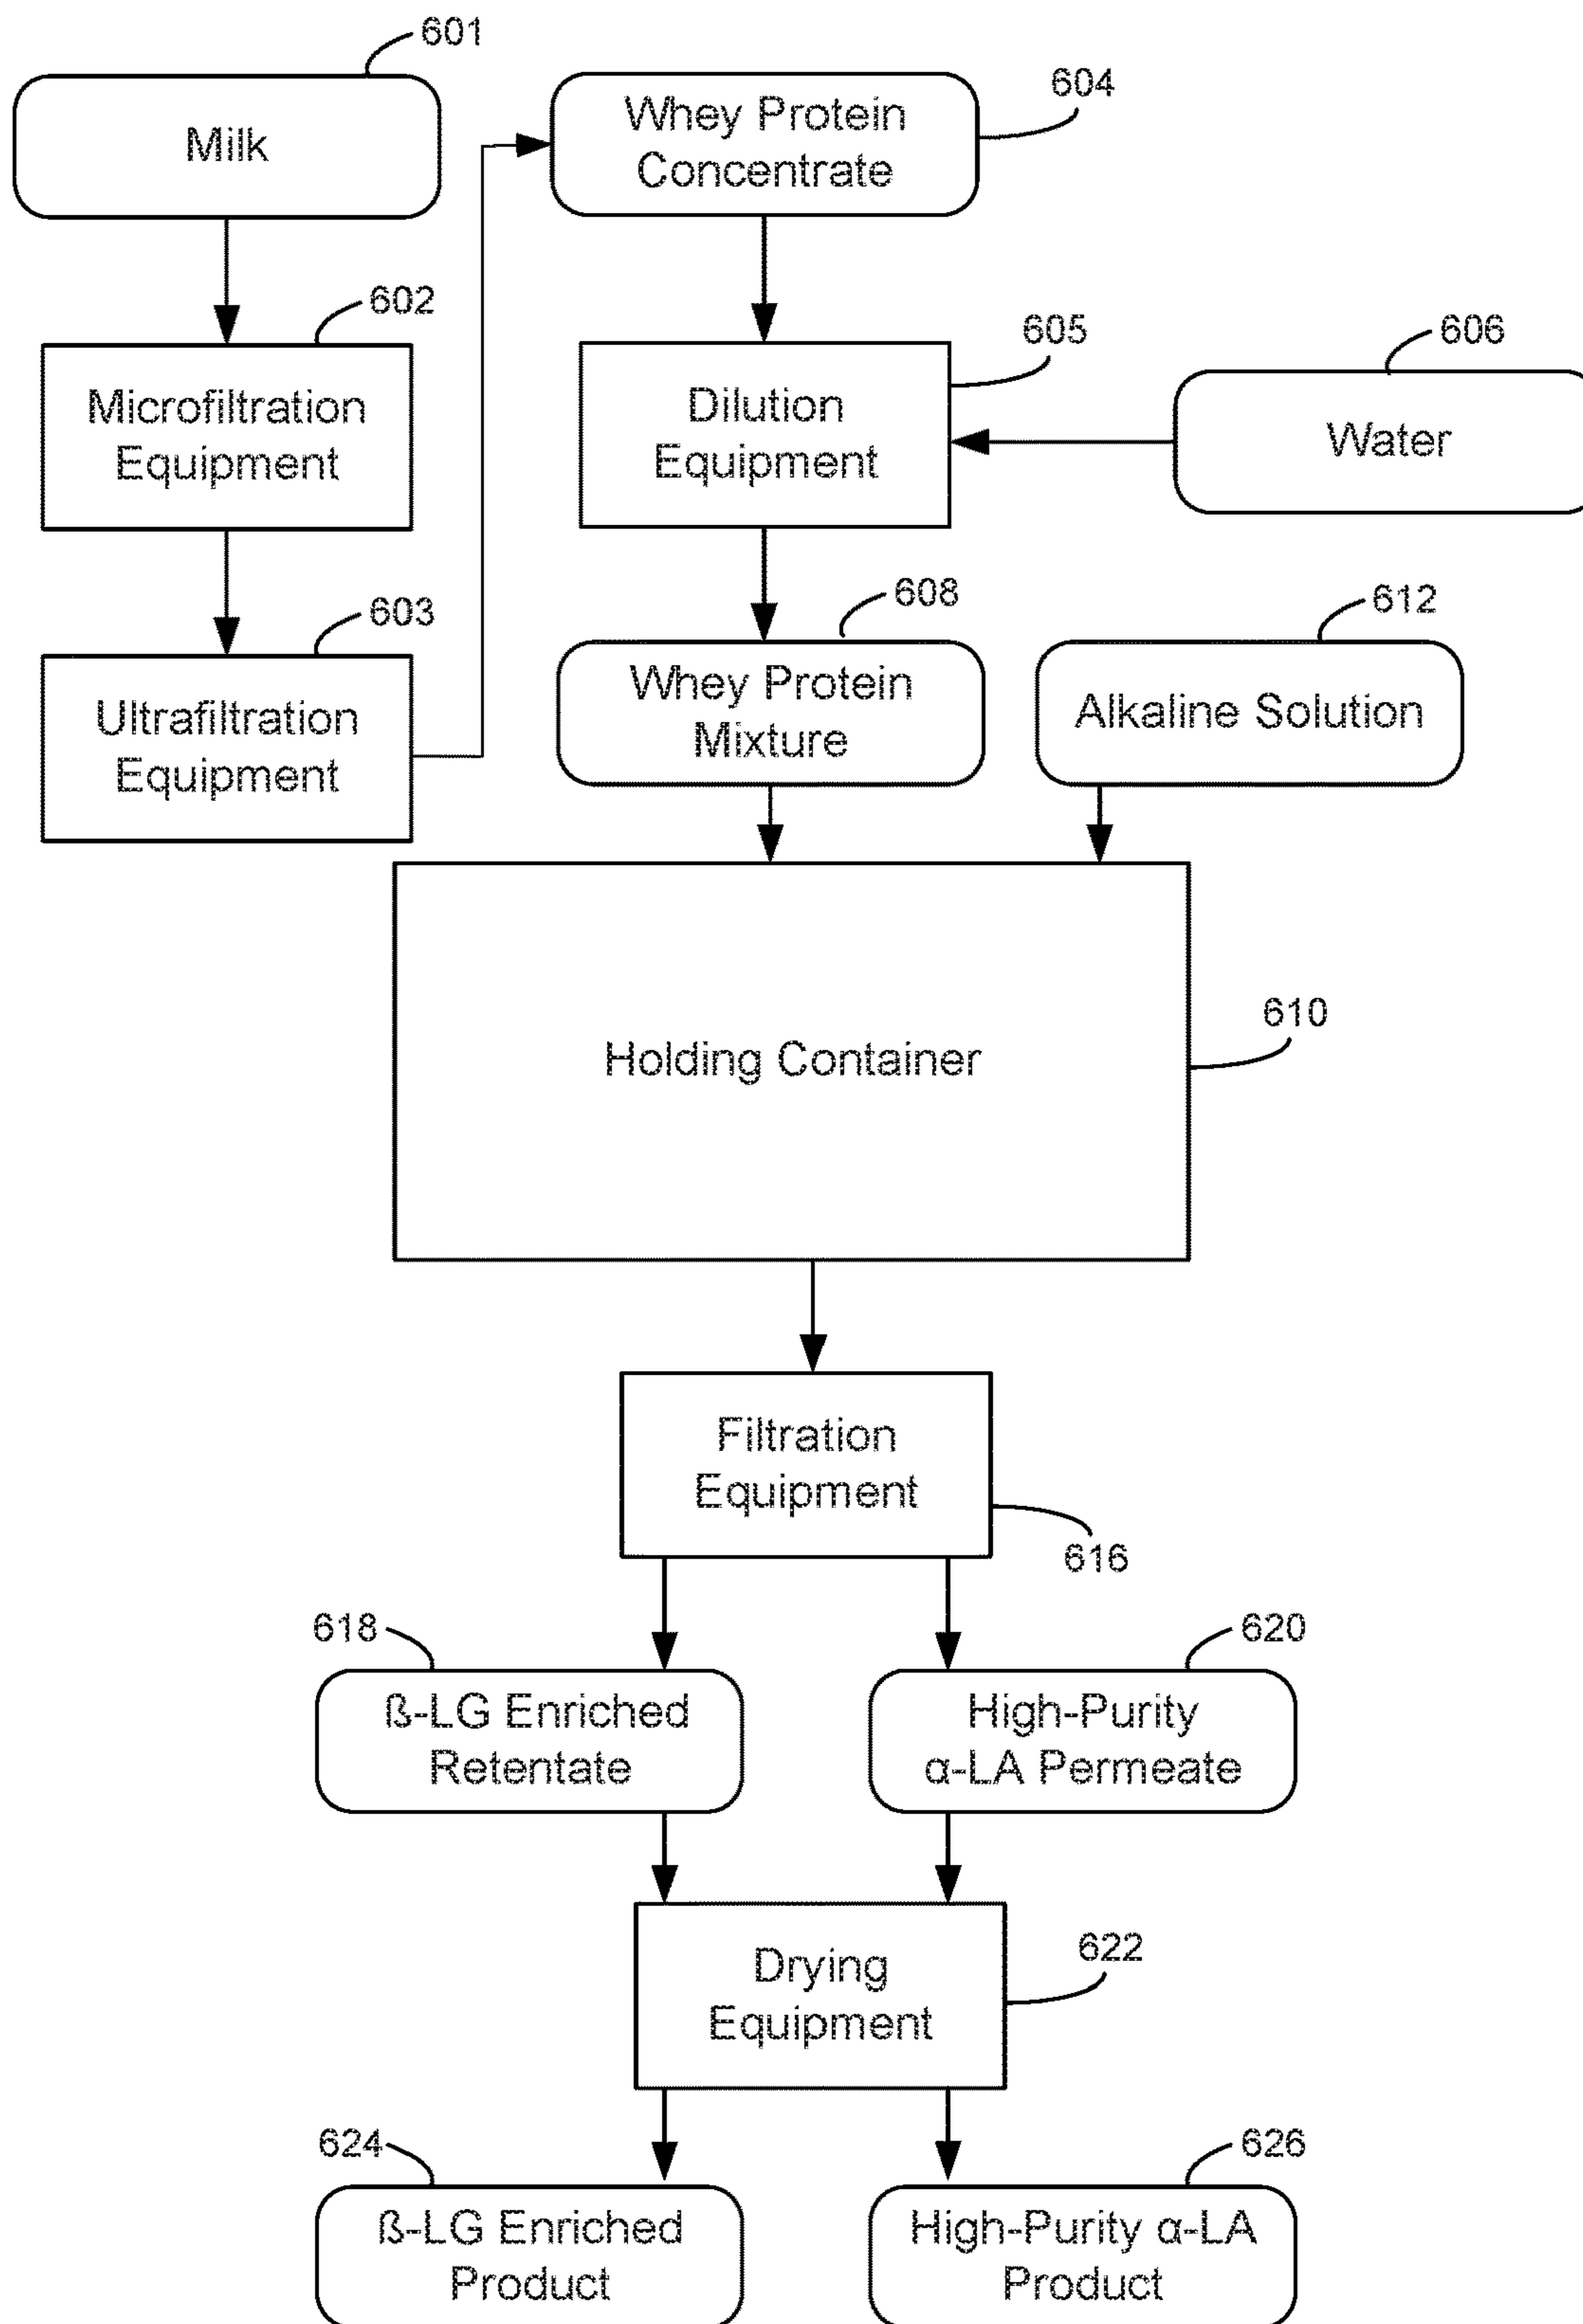 601
Milk
Whey Protein
Concentrate
604
602
Microfiltration
Equipment
605
Dilution
Equipment
606
Water
603
Ultrafiltration
Equipment
608
Whey Protein
Mixture
612
Alkaline Solution
Holding Container
610
Filtration
Equipment
616
618
ß-LG Enriched
Retentate
620
High-Purity
α-LA Permeate
Drying
Equipment
622
624
ß-LG Enriched
Product
626
High-Purity α-LA
Product